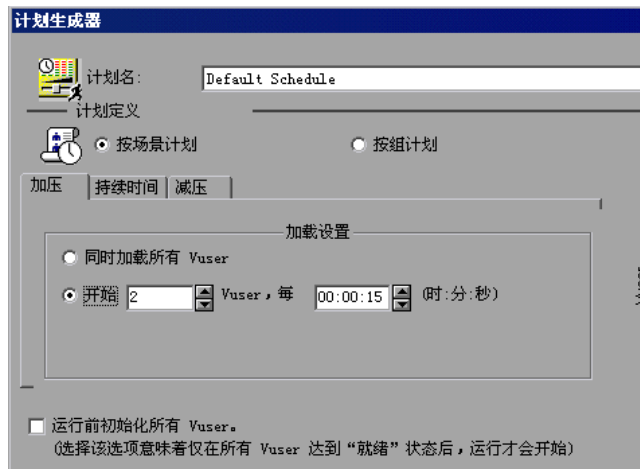 计划生成器
计划名: Default Schedule
计划定义
按场景计划 按组计划
加压 持续时间 减压
加载设置
同时加载所有 Vuser
开始 2 Vuser，每 00:00:15 (时:分:秒)
Vuser
运行前初始化所有 Vuser。
(选择该选项意味着仅在所有 Vuser 达到“就绪”状态后，运行才会开始)